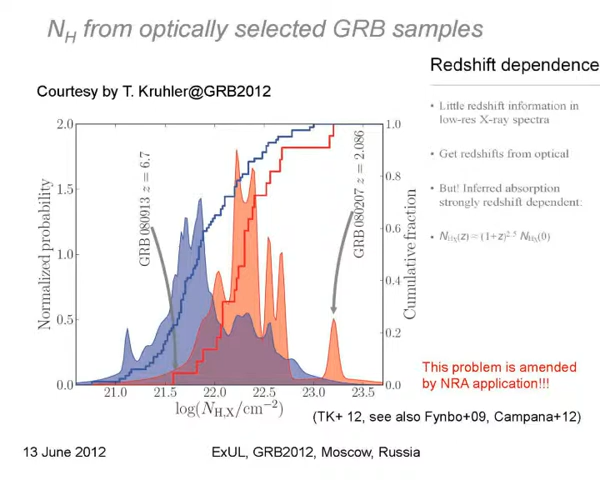 N_H from optically selected GRB samples
Redshift dependence
Courtesy by T. Kruhler@GRB2012
• Little redshift information in
low-res X-ray spectra
• Get redshifts from optical
• But! Inferred absorption
strongly redshift dependent:
• N_HX(z) ≈ (1+z)^2.5 N_HX(0)
Normalized probability
2.0
1.5
1.0
0.5
0.0
GRB 080913 z = 6.7
GRB 080207 z = 2.086
1.0
0.8
0.6
0.4
0.2
0.0
Cumulative fraction
21.0 21.5 22.0 22.5 23.0 23.5
log(N_H,X/cm^−2)
This problem is amended
by NRA application!!!
(TK+ 12, see also Fynbo+09, Campana+12)
13 June 2012
ExUL, GRB2012, Moscow, Russia